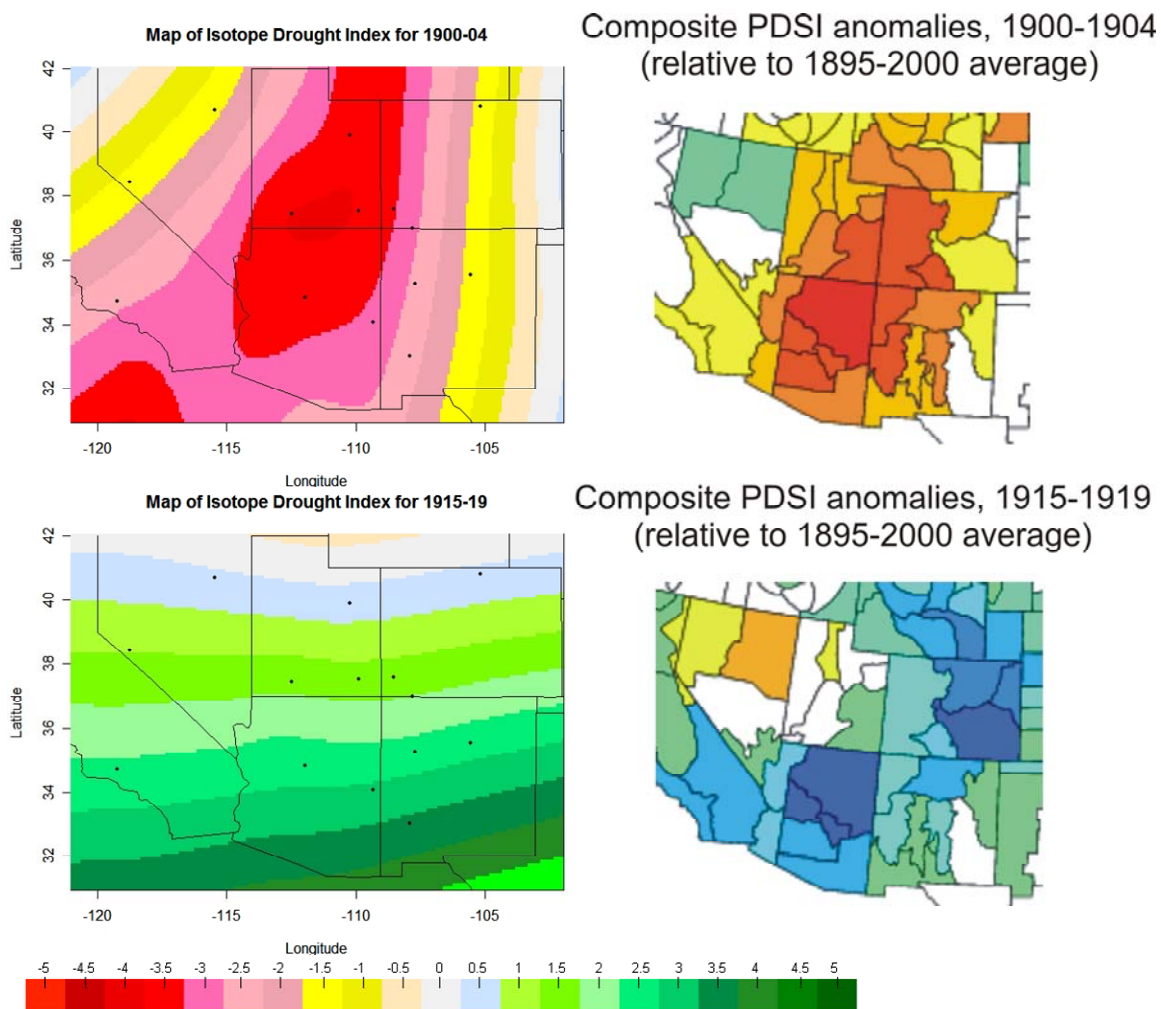 Map of Isotope Drought Index for 1900-04
42
40
38
36
34
32
Latitude
-120 -115 -110 -105
Longitude
Composite PDSI anomalies, 1900-1904
(relative to 1895-2000 average)
Map of Isotope Drought Index for 1915-19
42
40
38
36
34
32
Latitude
-120 -115 -110 -105
Longitude
Composite PDSI anomalies, 1915-1919
(relative to 1895-2000 average)
-5 -4.5 -4 -3.5 -3 -2.5 -2 -1.5 -1 -0.5 0 0.5 1 1.5 2 2.5 3 3.5 4 4.5 5